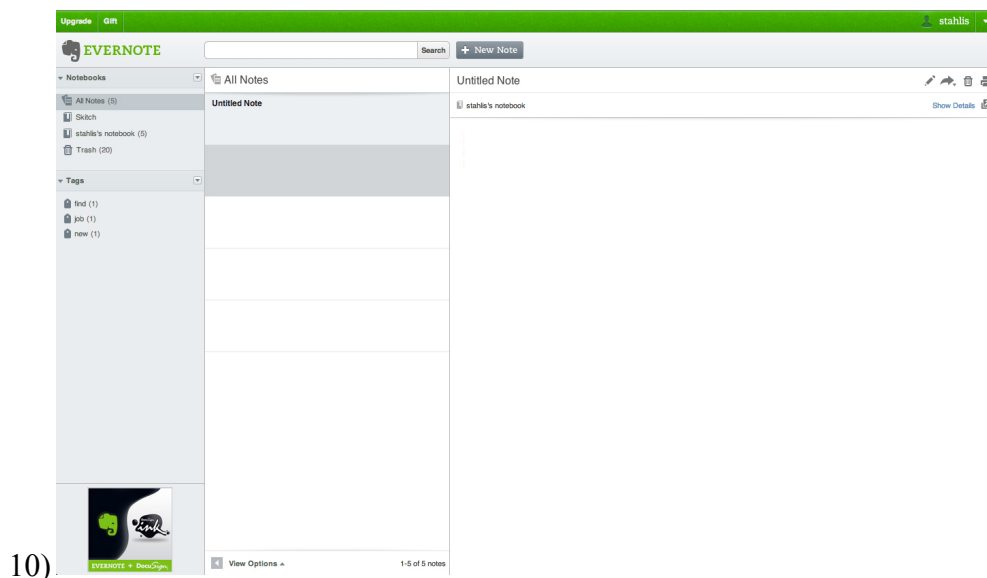 Upgrade Gift stahlis
EVERNOTE Search + New Note
Notebooks
All Notes (5)
Skitch
stahlis's notebook (5)
Trash (20)
Tags
find (1)
job (1)
new (1)
EVERNOTE + DocuSign
All Notes
Untitled Note
View Options 1-5 of 5 notes
Untitled Note
stahlis's notebook Show Details
10)